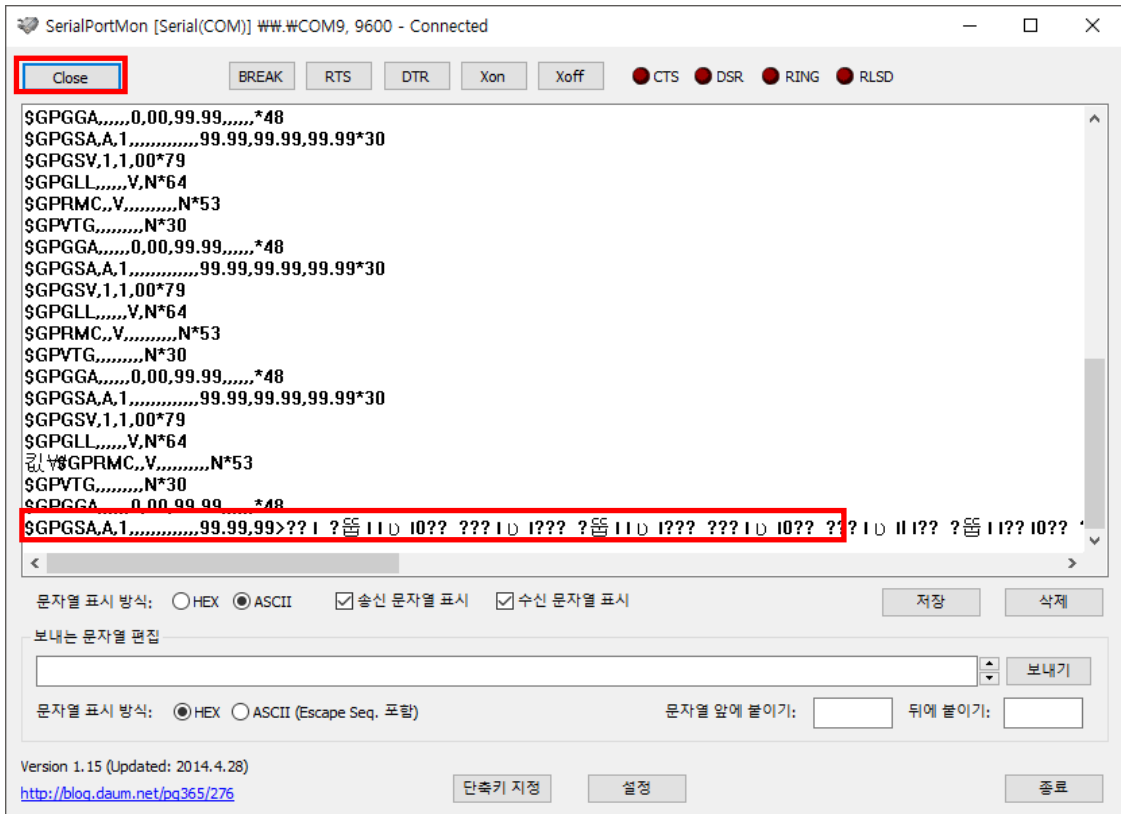 SerialPortMon [Serial(COM)] ₩₩.₩COM9, 9600 - Connected
Close BREAK RTS DTR Xon Xoff CTS DSR RING RLSD
$GPGGA,,,,,,0,00,99.99,,,,,,*48
$GPGSA,A,1,,,,,,,,,,,,,99.99,99.99,99.99*30
$GPGSV,1,1,00*79
$GPGLL,,,,,,V,N*64
$GPRMC,,V,,,,,,,,,,N*53
$GPVTG,,,,,,,,,N*30
$GPGGA,,,,,,0,00,99.99,,,,,,*48
$GPGSA,A,1,,,,,,,,,,,,,99.99,99.99,99.99*30
$GPGSV,1,1,00*79
$GPGLL,,,,,,V,N*64
$GPRMC,,V,,,,,,,,,,N*53
$GPVTG,,,,,,,,,N*30
$GPGGA,,,,,,0,00,99.99,,,,,,*48
$GPGSA,A,1,,,,,,,,,,,,,99.99,99.99,99.99*30
$GPGSV,1,1,00*79
$GPGLL,,,,,,V,N*64
$GPRMC,,V,,,,,,,,,,N*53
$GPVTG,,,,,,,,,N*30
$GPGGA,,,,,,0,00,99.99,,,,,,*48
$GPGSA,A,1,,,,,,,,,,,,,99.99,99>??
문자열 표시 방식: HEX ASCII 송신 문자열 표시 수신 문자열 표시 저장 삭제
보내는 문자열 편집
보내기
문자열 표시 방식: HEX ASCII (Escape Seq. 포함) 문자열 앞에 붙이기: 뒤에 붙이기:
Version 1.15 (Updated: 2014.4.28)
http://blog.daum.net/pg365/276 단축키 지정 설정 종료